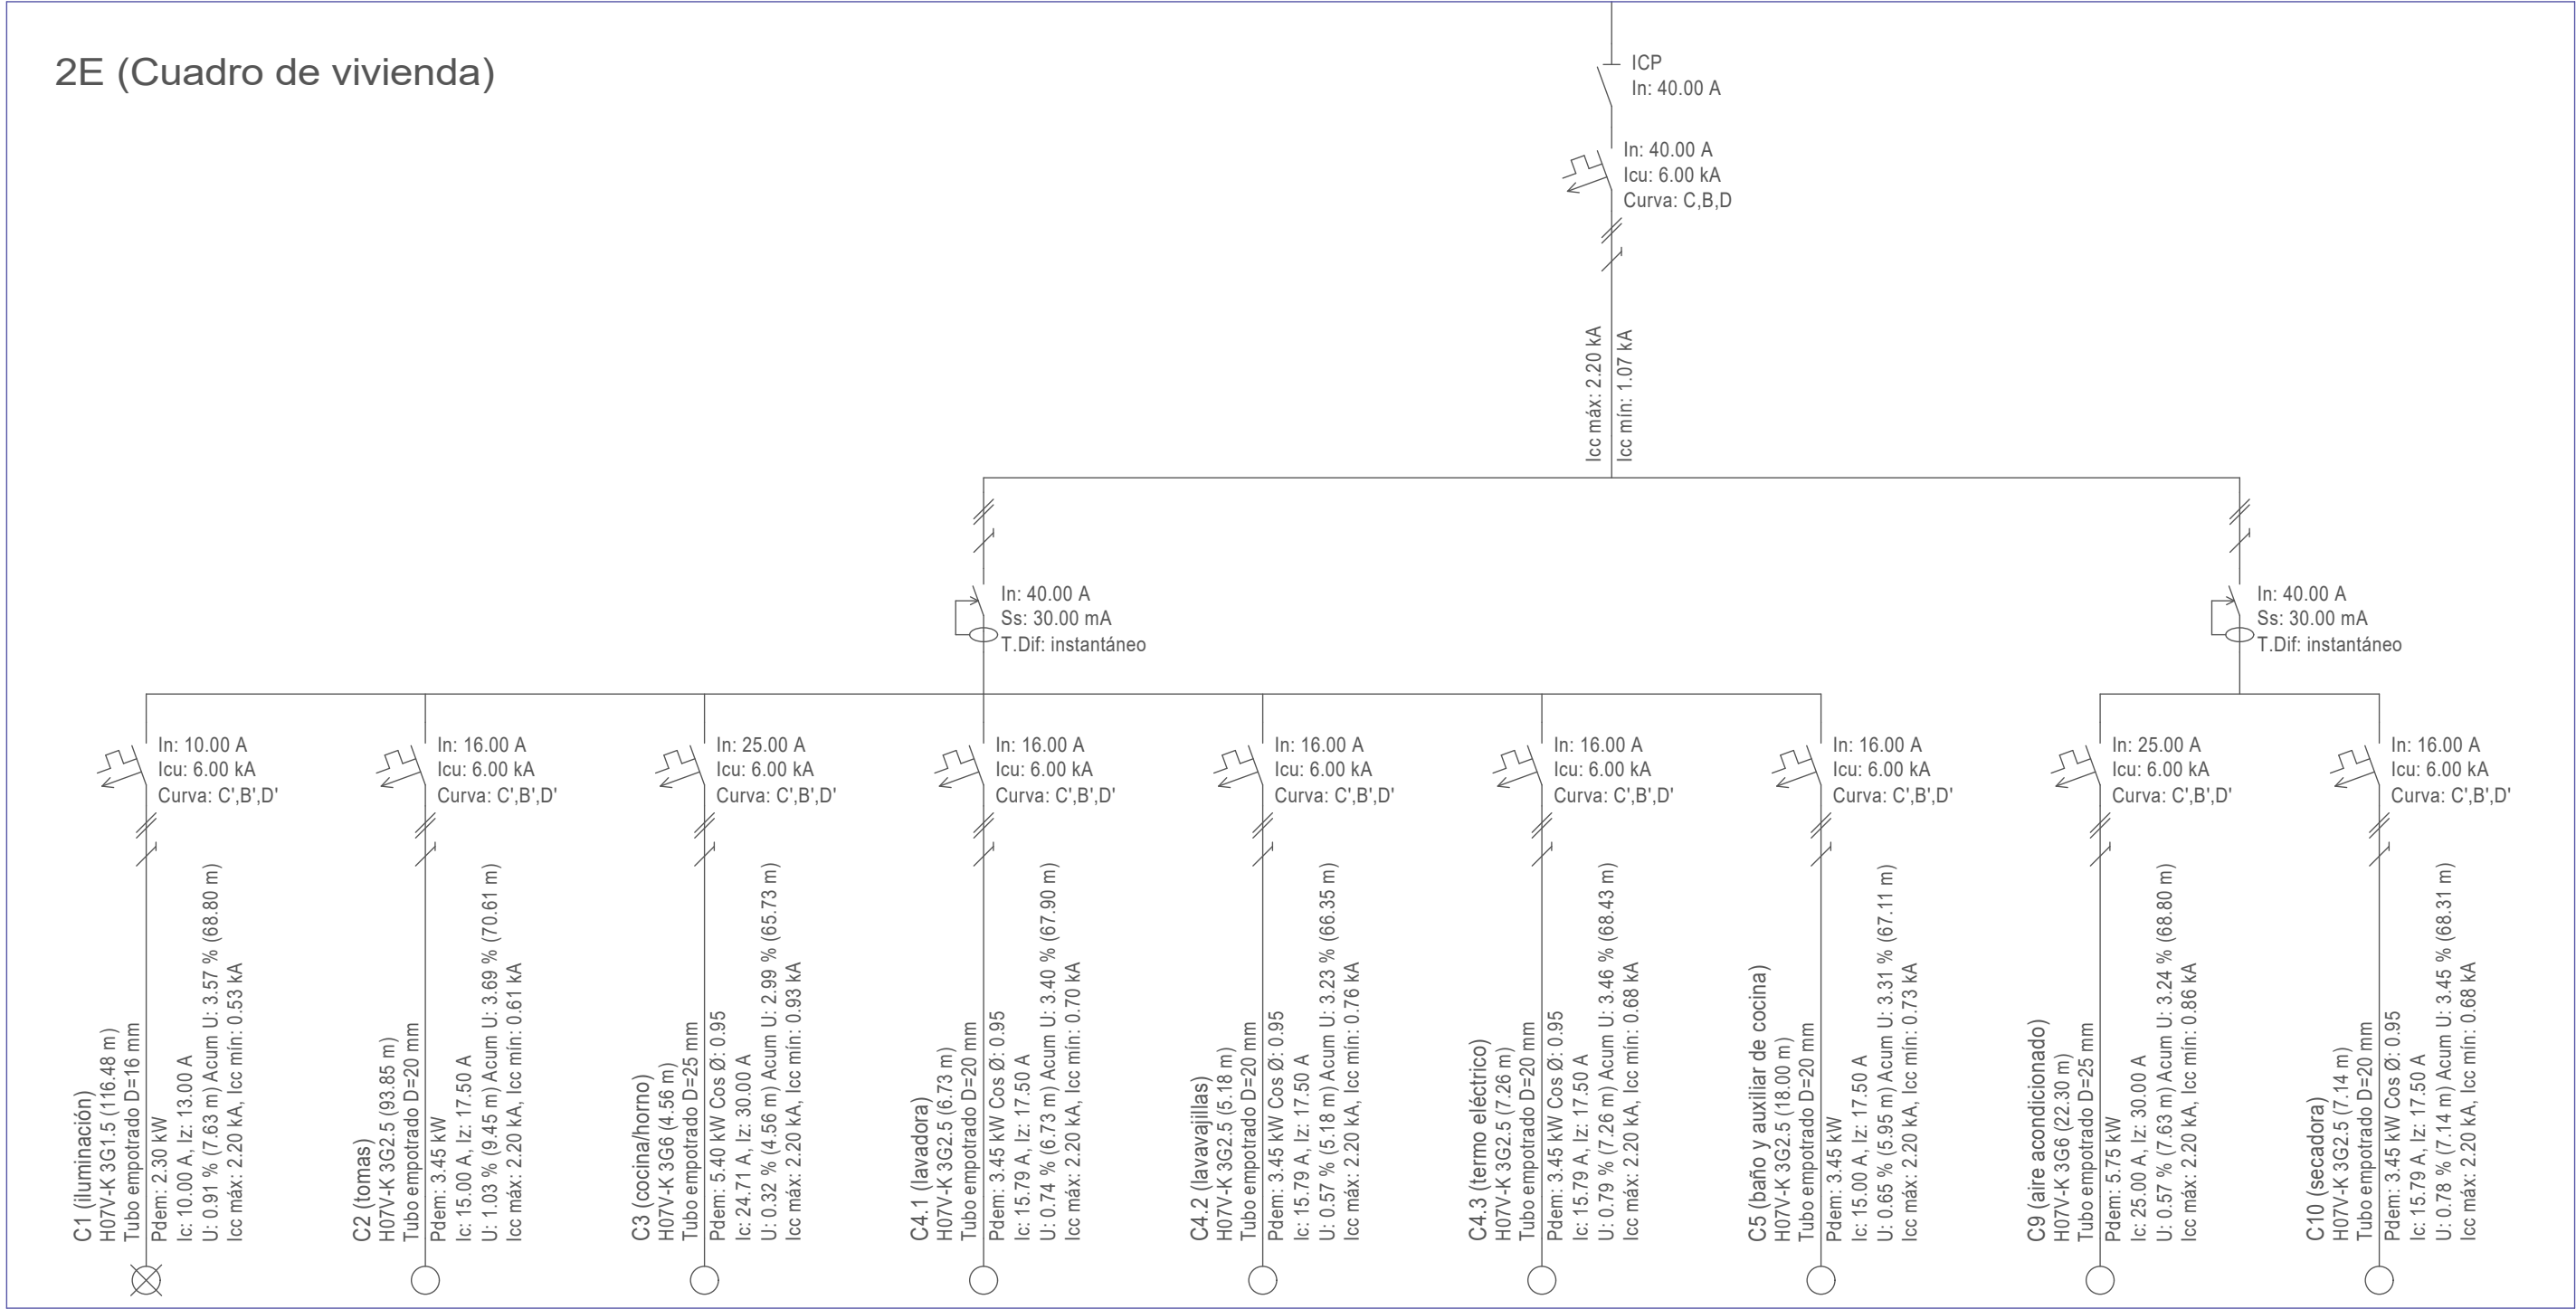 2E (Cuadro de vivienda)
ICP
In: 40.00 A
In: 40.00 A
Icu: 6.00 kA
Curva: C,B,D
Icc máx: 2.20 kA
Icc mín: 1.07 kA
In: 40.00 A
Ss: 30.00 mA
T.Dif: instantáneo
In: 40.00 A
Ss: 30.00 mA
T.Dif: instantáneo
In: 10.00 A
Icu: 6.00 kA
Curva: C',B',D'
C1 (iluminación)
H07V-K 3G1.5 (116.48 m)
Tubo empotrado D=16 mm
Pdem: 2.30 kW
Ic: 10.00 A, Iz: 13.00 A
U: 0.91 % (7.63 m) Acum U: 3.57 % (68.80 m)
Icc máx: 2.20 kA, Icc mín: 0.53 kA
In: 16.00 A
Icu: 6.00 kA
Curva: C',B',D'
C2 (tomas)
H07V-K 3G2.5 (93.85 m)
Tubo empotrado D=20 mm
Pdem: 3.45 kW
Ic: 15.00 A, Iz: 17.50 A
U: 1.03 % (9.45 m) Acum U: 3.69 % (70.61 m)
Icc máx: 2.20 kA, Icc mín: 0.61 kA
In: 25.00 A
Icu: 6.00 kA
Curva: C',B',D'
C3 (cocina/horno)
H07V-K 3G6 (4.56 m)
Tubo empotrado D=25 mm
Pdem: 5.40 kW Cos Ø: 0.95
Ic: 24.71 A, Iz: 30.00 A
U: 0.32 % (4.56 m) Acum U: 2.99 % (65.73 m)
Icc máx: 2.20 kA, Icc mín: 0.93 kA
In: 16.00 A
Icu: 6.00 kA
Curva: C',B',D'
C4.1 (lavadora)
H07V-K 3G2.5 (6.73 m)
Tubo empotrado D=20 mm
Pdem: 3.45 kW Cos Ø: 0.95
Ic: 15.79 A, Iz: 17.50 A
U: 0.74 % (6.73 m) Acum U: 3.40 % (67.90 m)
Icc máx: 2.20 kA, Icc mín: 0.70 kA
In: 16.00 A
Icu: 6.00 kA
Curva: C',B',D'
C4.2 (lavavajillas)
H07V-K 3G2.5 (5.18 m)
Tubo empotrado D=20 mm
Pdem: 3.45 kW Cos Ø: 0.95
Ic: 15.79 A, Iz: 17.50 A
U: 0.57 % (5.18 m) Acum U: 3.23 % (66.35 m)
Icc máx: 2.20 kA, Icc mín: 0.76 kA
In: 16.00 A
Icu: 6.00 kA
Curva: C',B',D'
C4.3 (termo eléctrico)
H07V-K 3G2.5 (7.26 m)
Tubo empotrado D=20 mm
Pdem: 3.45 kW Cos Ø: 0.95
Ic: 15.79 A, Iz: 17.50 A
U: 0.79 % (7.26 m) Acum U: 3.46 % (68.43 m)
Icc máx: 2.20 kA, Icc mín: 0.68 kA
In: 16.00 A
Icu: 6.00 kA
Curva: C',B',D'
C5 (baño y auxiliar de cocina)
H07V-K 3G2.5 (18.00 m)
Tubo empotrado D=20 mm
Pdem: 3.45 kW
Ic: 15.00 A, Iz: 17.50 A
U: 0.65 % (5.95 m) Acum U: 3.31 % (67.11 m)
Icc máx: 2.20 kA, Icc mín: 0.73 kA
In: 25.00 A
Icu: 6.00 kA
Curva: C',B',D'
C9 (aire acondicionado)
H07V-K 3G6 (22.30 m)
Tubo empotrado D=25 mm
Pdem: 5.75 kW
Ic: 25.00 A, Iz: 30.00 A
U: 0.57 % (7.63 m) Acum U: 3.24 % (68.80 m)
Icc máx: 2.20 kA, Icc mín: 0.86 kA
In: 16.00 A
Icu: 6.00 kA
Curva: C',B',D'
C10 (secadora)
H07V-K 3G2.5 (7.14 m)
Tubo empotrado D=20 mm
Pdem: 3.45 kW Cos Ø: 0.95
Ic: 15.79 A, Iz: 17.50 A
U: 0.78 % (7.14 m) Acum U: 3.45 % (68.31 m)
Icc máx: 2.20 kA, Icc mín: 0.68 kA